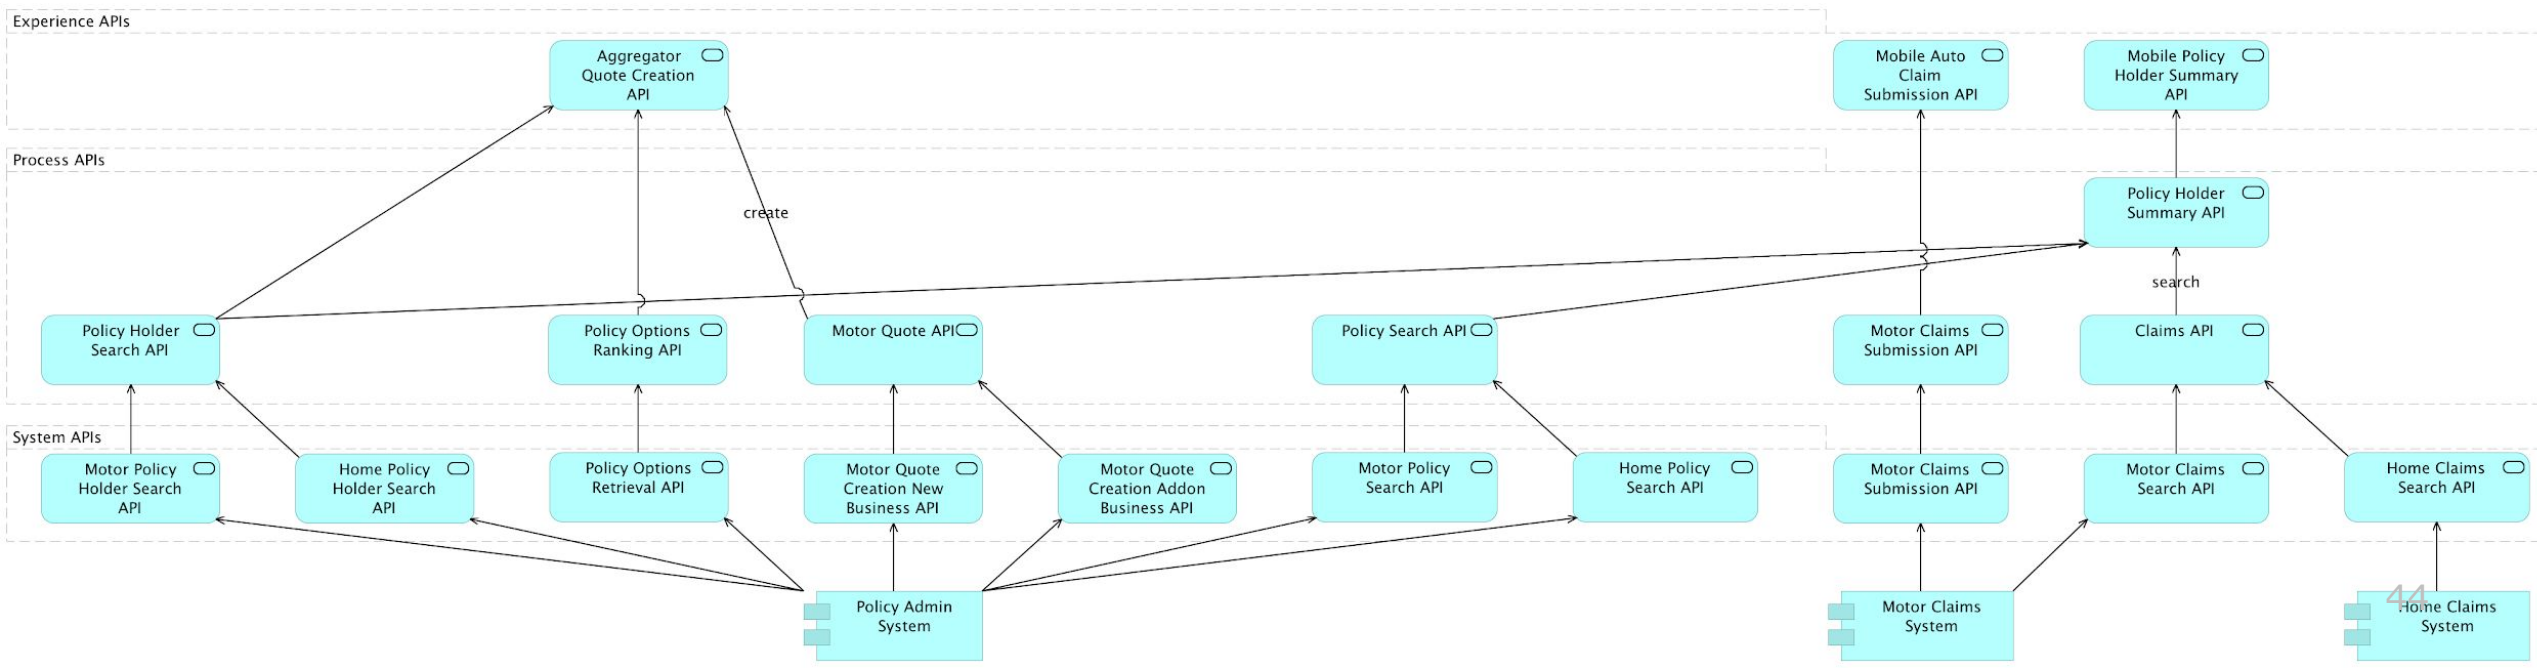 Experience APIs
Aggregator
Quote Creation
API
Mobile Auto
Claim
Submission API
Mobile Policy
Holder Summary
API
Process APIs
Policy Holder
Summary API
create
search
Policy Holder
Search API
Policy Options
Ranking API
Motor Quote API
Policy Search API
Motor Claims
Submission API
Claims API
System APIs
Motor Policy
Holder Search
API
Home Policy
Holder Search
API
Policy Options
Retrieval API
Motor Quote
Creation New
Business API
Motor Quote
Creation Addon
Business API
Motor Policy
Search API
Home Policy
Search API
Motor Claims
Submission API
Motor Claims
Search API
Home Claims
Search API
Policy Admin
System
Motor Claims
System
44
Home Claims
System